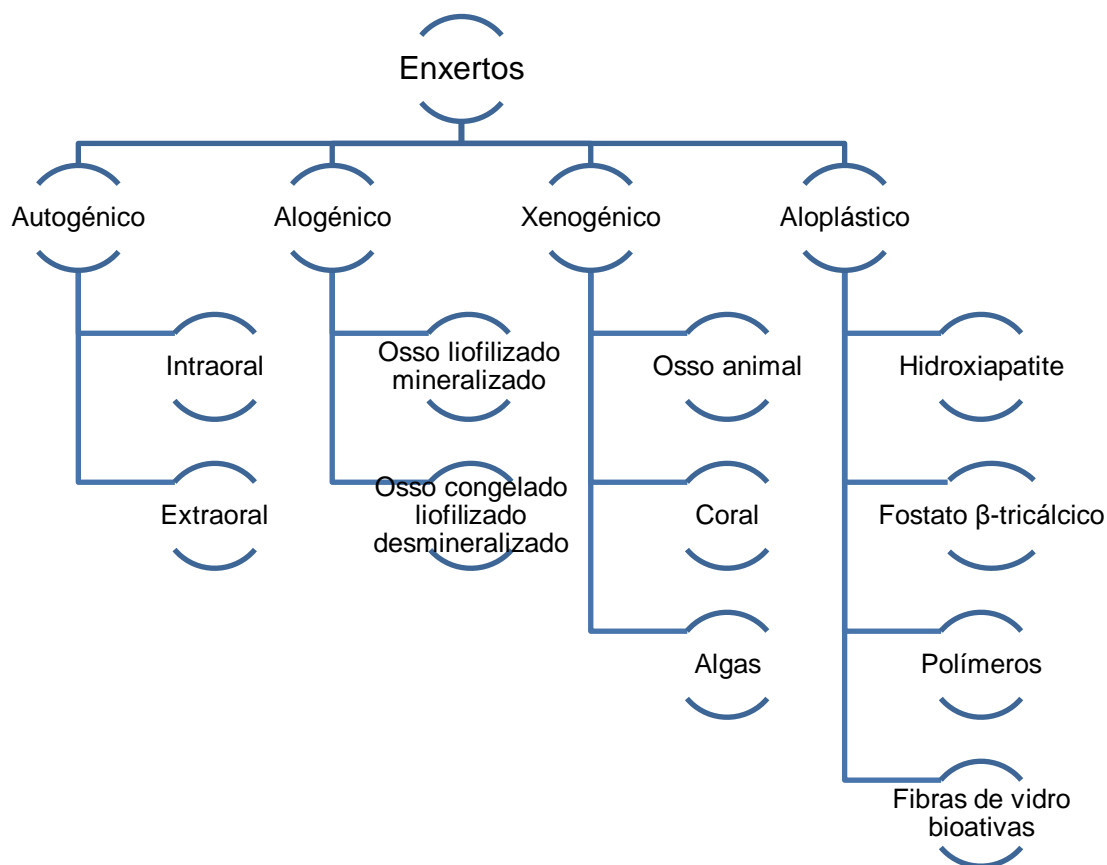 Enxertos
Autogénico
Alogénico
Xenogénico
Aloplástico
Intraoral
Osso liofilizado
mineralizado
Osso animal
Hidroxiapatite
Extraoral
Osso congelado
liofilizado
desmineralizado
Coral
Fostato β-tricálcico
Algas
Polímeros
Fibras de vidro
bioativas